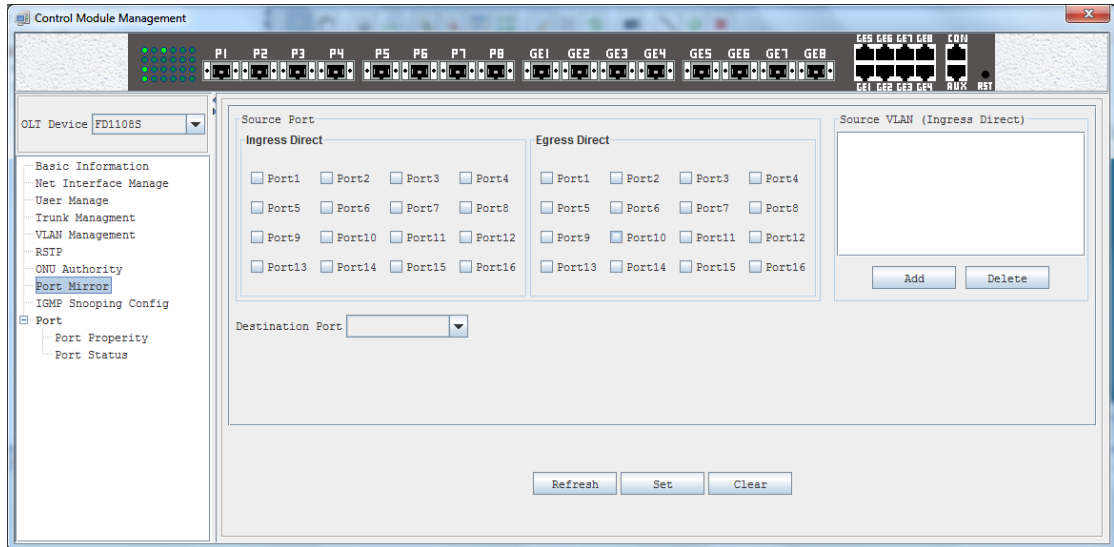 Control Module Management
P1 P2 P3 P4 P5 P6 P7 P8 GE1 GE2 GE3 GE4 GE5 GE6 GE7 GE8
GE5 GE6 GE7 GE8 CON
GE1 GE2 GE3 GE4 AUX RST
OLT Device FD1108S
Basic Information
Net Interface Manage
User Manage
Trunk Managment
VLAN Management
RSTP
ONU Authority
Port Mirror
IGMP Snooping Config
Port
Port Properity
Port Status
Source Port
Ingress Direct
Port1 Port2 Port3 Port4
Port5 Port6 Port7 Port8
Port9 Port10 Port11 Port12
Port13 Port14 Port15 Port16
Egress Direct
Port1 Port2 Port3 Port4
Port5 Port6 Port7 Port8
Port9 Port10 Port11 Port12
Port13 Port14 Port15 Port16
Source VLAN (Ingress Direct)
Add Delete
Destination Port
Refresh Set Clear